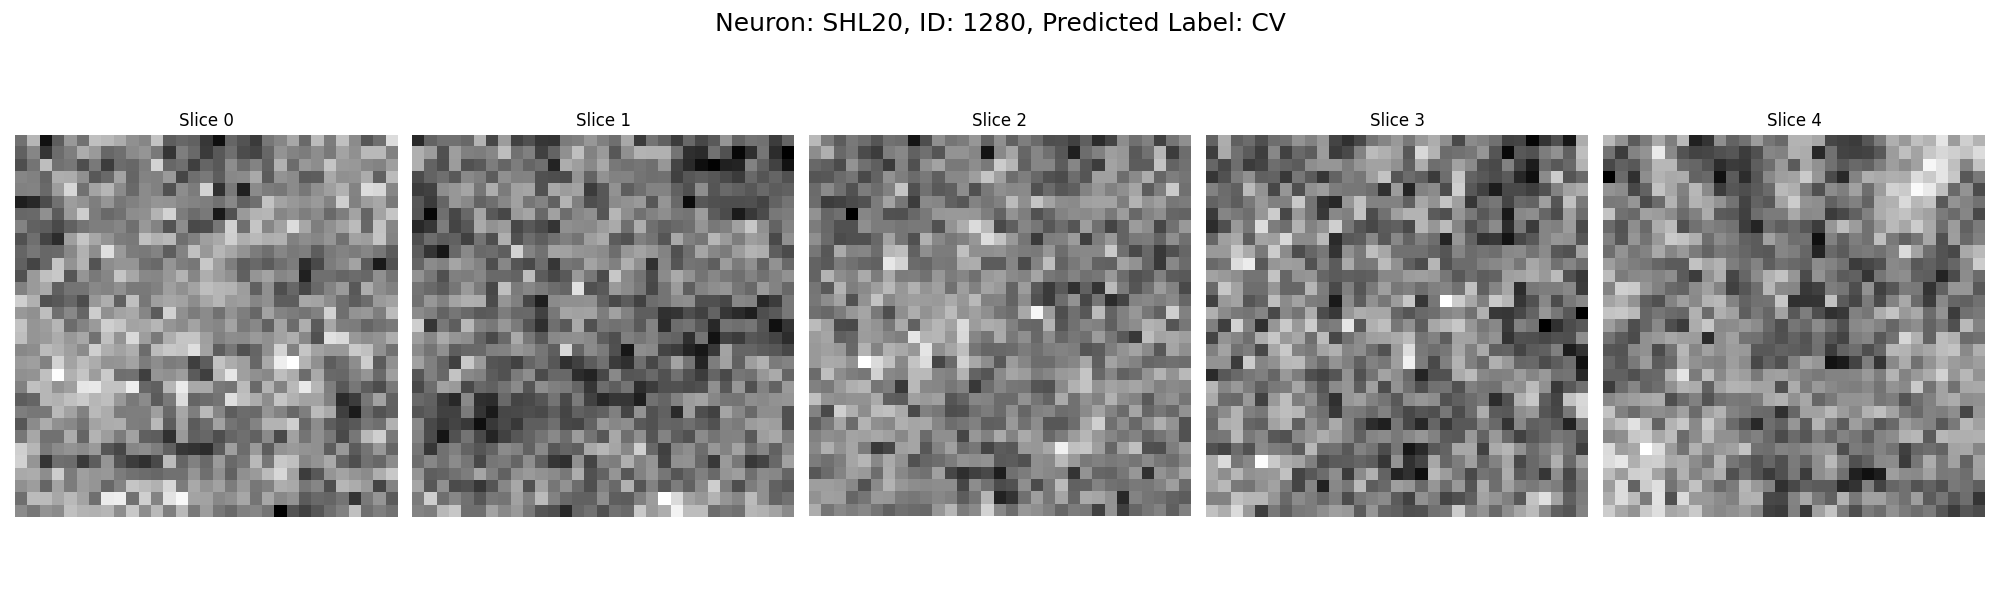 Neuron: SHL20, ID: 1280, Predicted Label: CV
Slice 0
Slice 1
Slice 2
Slice 3
Slice 4